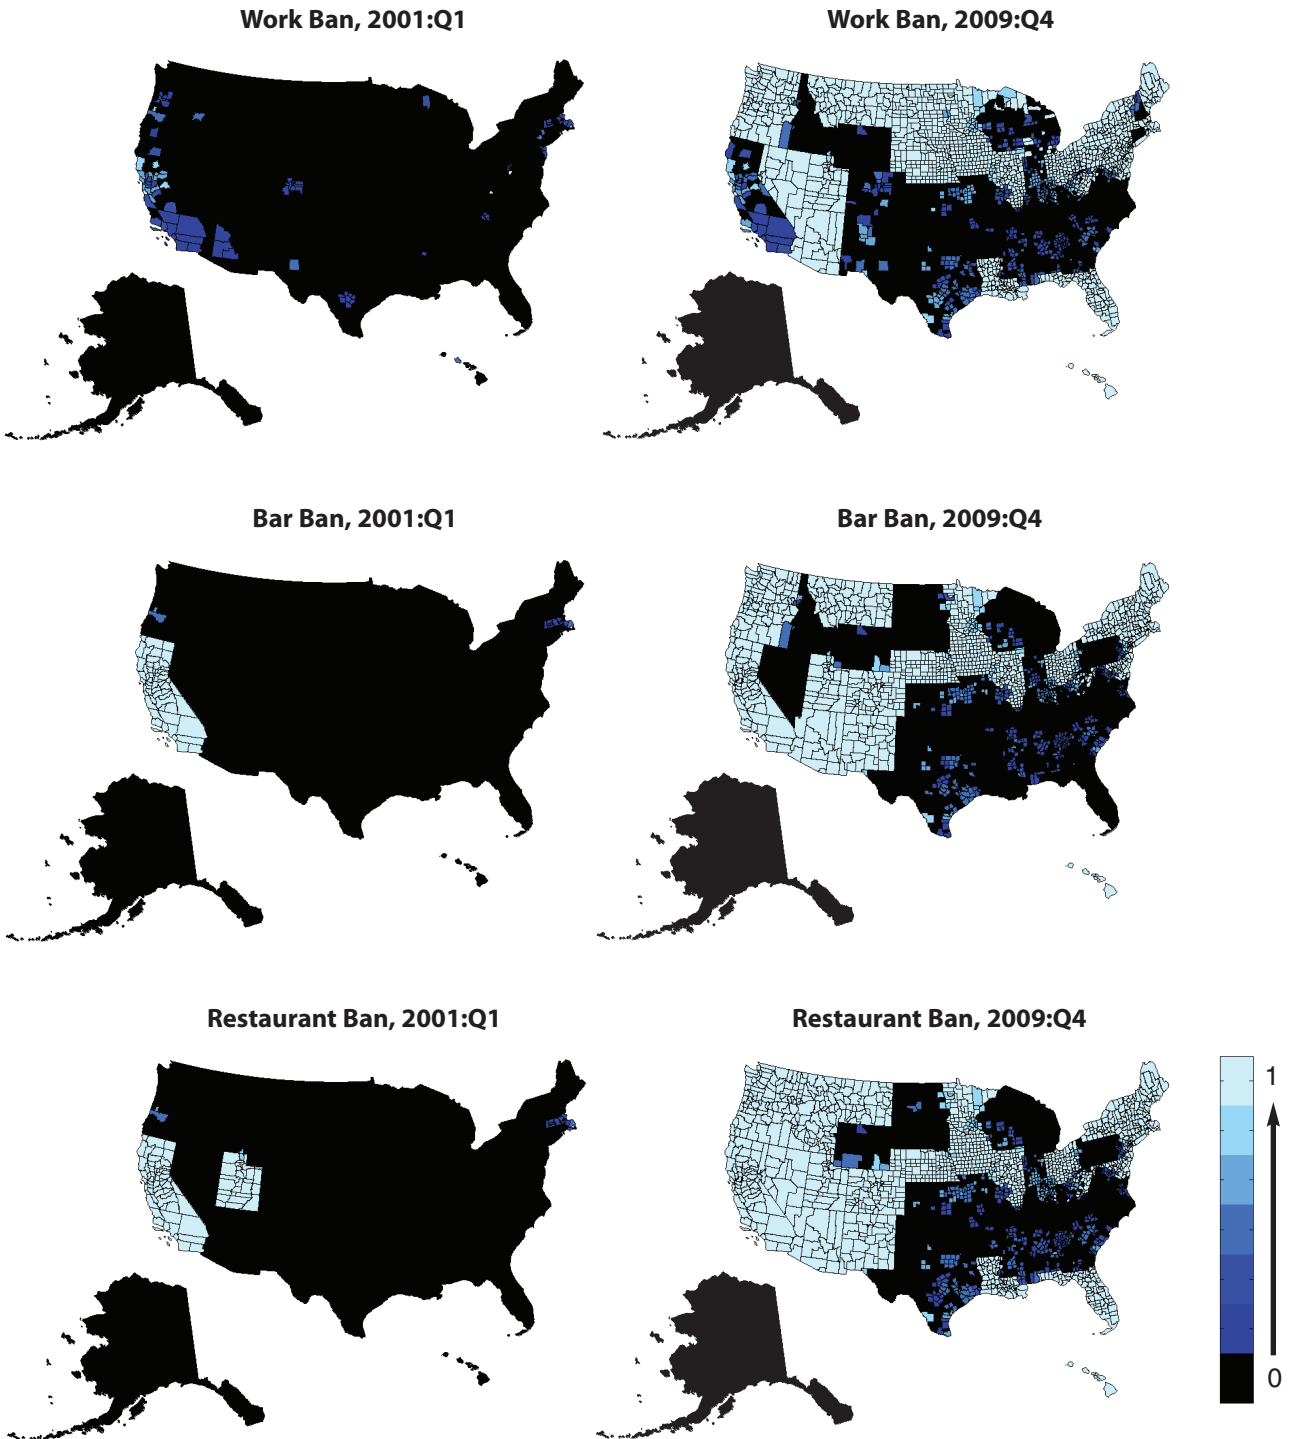 Work Ban, 2001:Q1
Work Ban, 2009:Q4
Bar Ban, 2001:Q1
Bar Ban, 2009:Q4
Restaurant Ban, 2001:Q1
Restaurant Ban, 2009:Q4
1
0